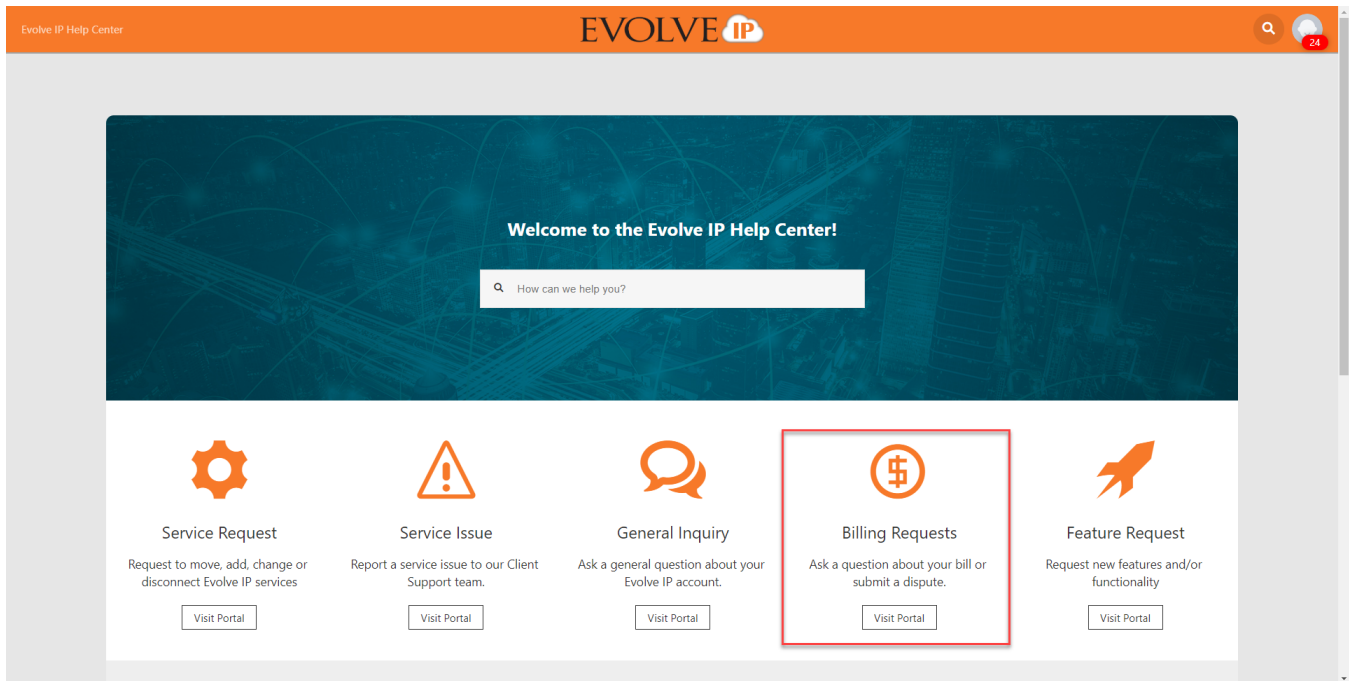 Evolve IP Help Center
EVOLVE IP
24
Welcome to the Evolve IP Help Center!
How can we help you?
Service Request
Request to move, add, change or
disconnect Evolve IP services
Visit Portal
Service Issue
Report a service issue to our Client
Support team.
Visit Portal
General Inquiry
Ask a general question about your
Evolve IP account.
Visit Portal
Billing Requests
Ask a question about your bill or
submit a dispute.
Visit Portal
Feature Request
Request new features and/or
functionality
Visit Portal